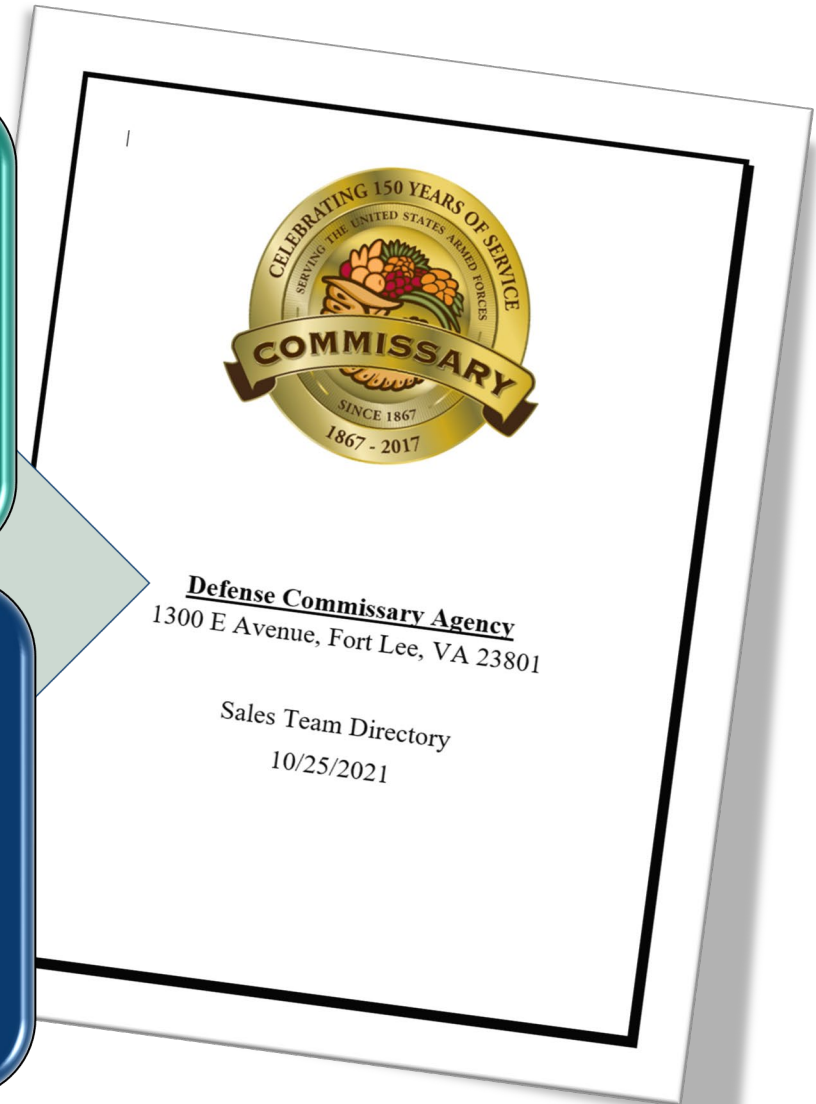 CELEBRATING 150 YEARS OF SERVICE
SERVING THE UNITED STATES ARMED FORCES
COMMISSARY
SINCE 1867
1867 - 2017
Defense Commissary Agency
1300 E Avenue, Fort Lee, VA 23801
Sales Team Directory
10/25/2021